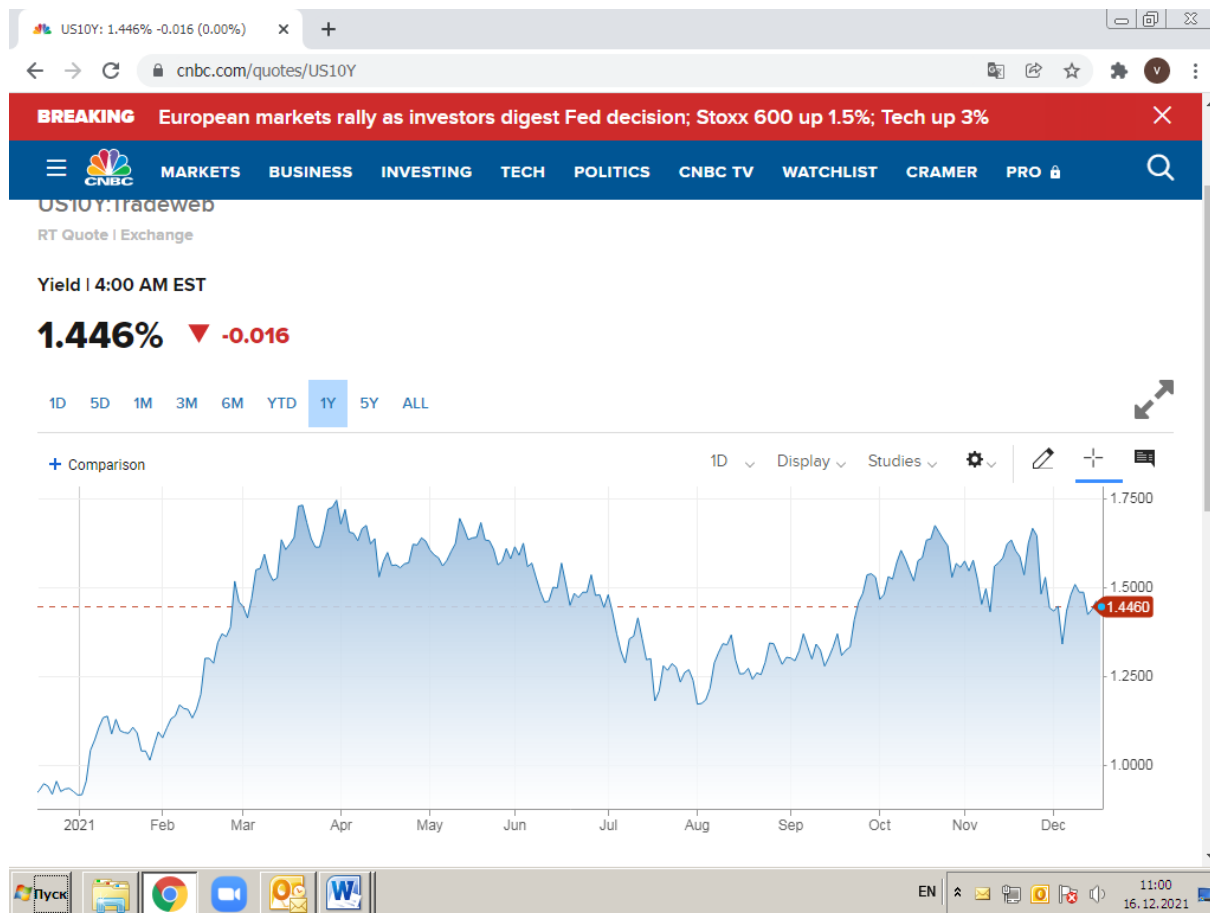 US10Y: 1.446% -0.016 (0.00%)
cnbc.com/quotes/US10Y
V
BREAKING European markets rally as investors digest Fed decision; Stoxx 600 up 1.5%; Tech up 3%
CNBC MARKETS BUSINESS INVESTING TECH POLITICS CNBC TV WATCHLIST CRAMER PRO
US10Y:Tradeweb
RT Quote | Exchange
Yield | 4:00 AM EST
1.446% ▼ -0.016
1D 5D 1M 3M 6M YTD 1Y 5Y ALL
+ Comparison 1D Display Studies
1.7500
1.5000
1.4460
1.2500
1.0000
2021 Feb Mar Apr May Jun Jul Aug Sep Oct Nov Dec
Пуск W EN 11:00
16.12.2021